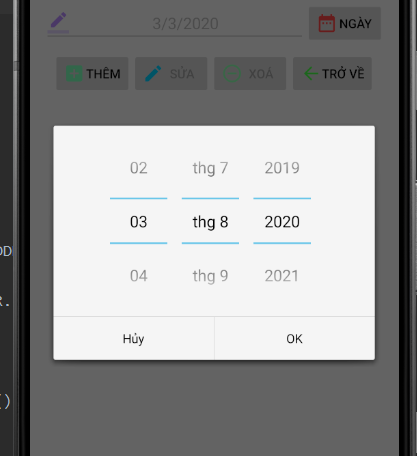 3/3/2020 NGÀY
THÊM SỬA XOÁ TRỞ VỀ
02 thg 7 2019
03 thg 8 2020
04 thg 9 2021
Hủy OK
OD
R.
()